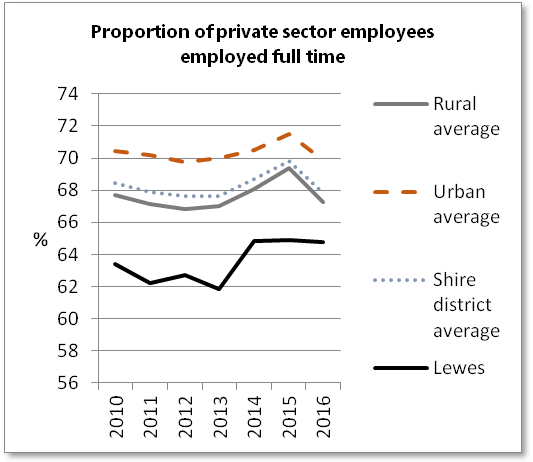 Proportion of private sector employees
employed full time
74
72
70
68
66
64
62
60
58
56
%
2010
2011
2012
2013
2014
2015
2016
Rural
average
Urban
average
Shire
district
average
Lewes